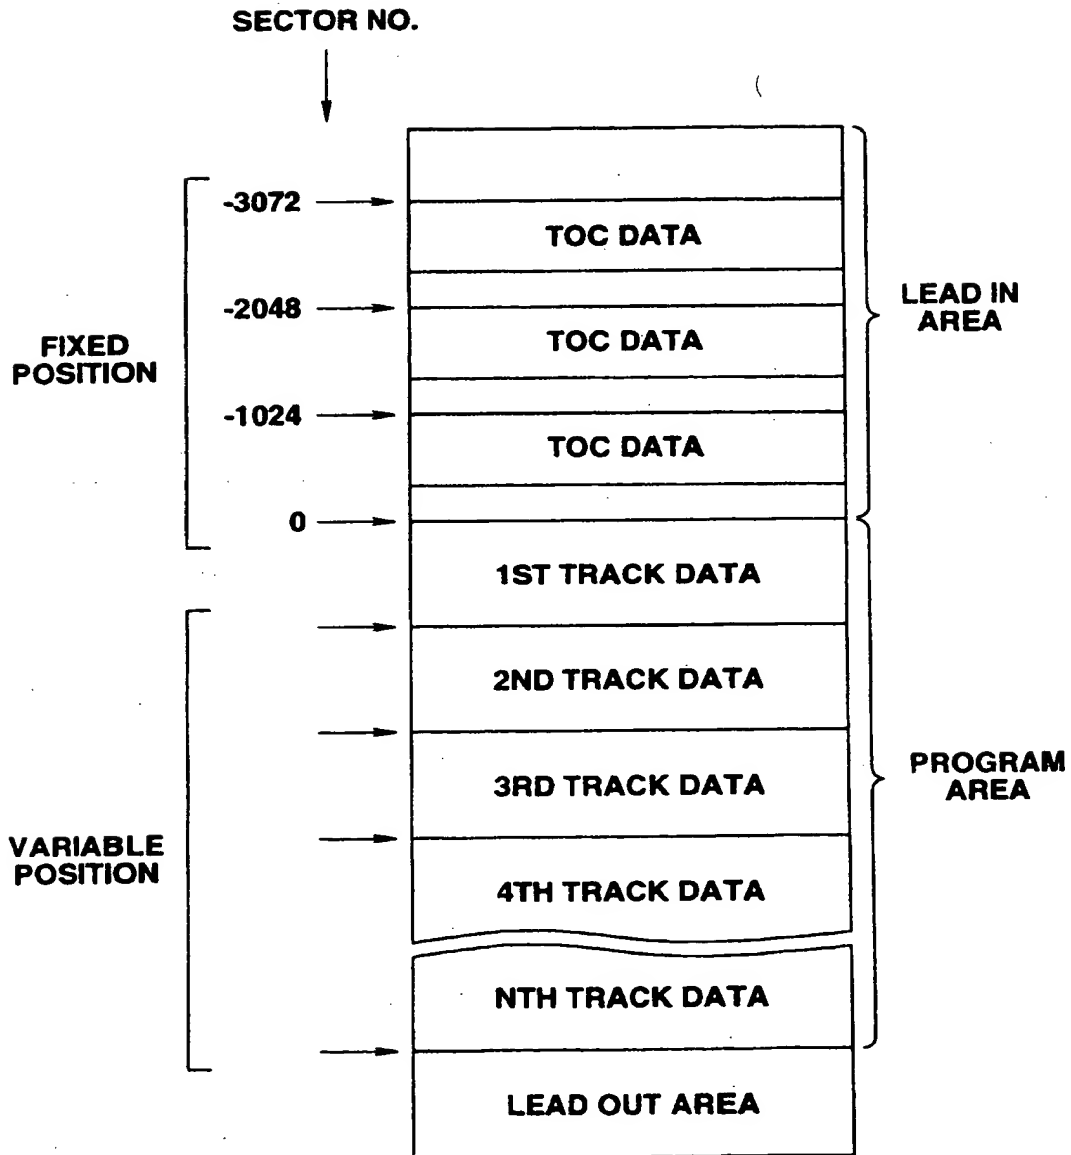 SECTOR NO.
-3072
TOC DATA
LEAD IN
AREA
-2048
TOC DATA
FIXED
POSITION
-1024
TOC DATA
0
1ST TRACK DATA
2ND TRACK DATA
3RD TRACK DATA
PROGRAM
AREA
VARIABLE
POSITION
4TH TRACK DATA
NTH TRACK DATA
LEAD OUT AREA